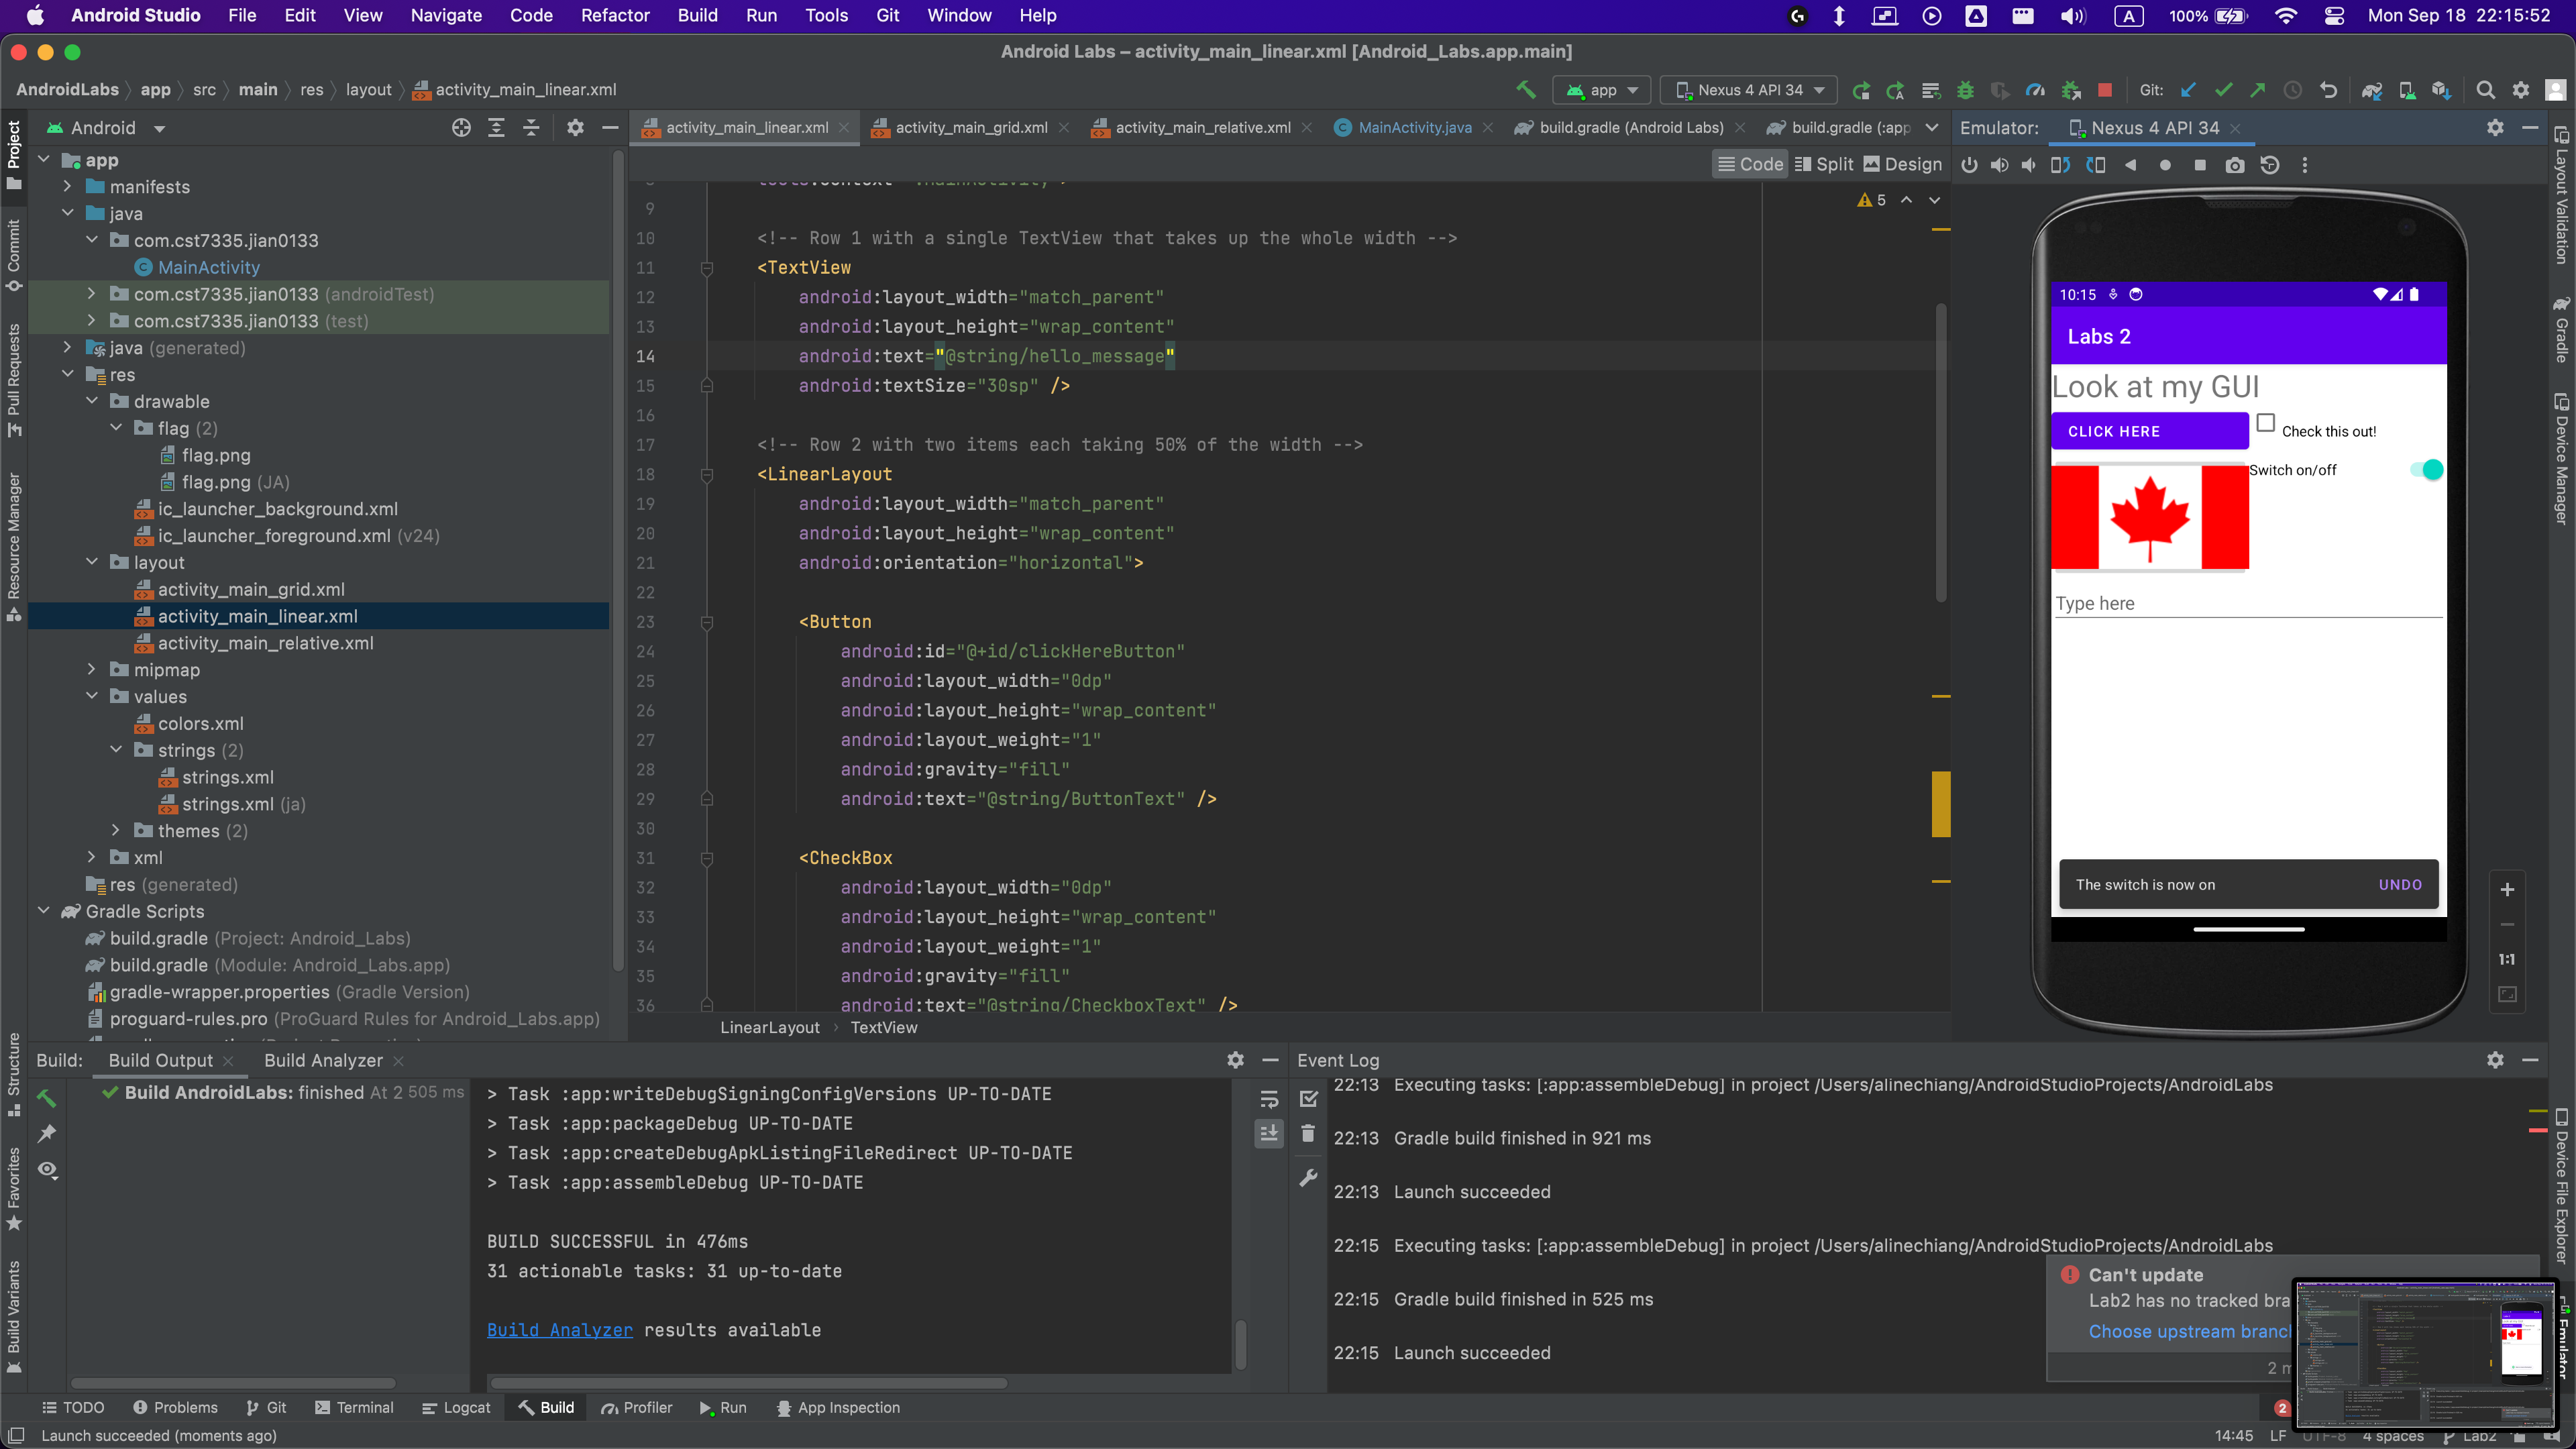 Android Studio File Edit View Navigate Code Refactor Build Run Tools Git Window Help
A 100% Mon Sep 18 22:15:52
Android Labs – activity_main_linear.xml [Android_Labs.app.main]
AndroidLabs app src main res layout activity_main_linear.xml
app Nexus 4 API 34 Git:
Project
Commit
Pull Requests
Resource Manager
Structure
Favorites
Build Variants
Android
app
manifests
java
com.cst7335.jian0133
MainActivity
com.cst7335.jian0133 (androidTest)
com.cst7335.jian0133 (test)
java (generated)
res
drawable
flag (2)
flag.png
flag.png (JA)
ic_launcher_background.xml
ic_launcher_foreground.xml (v24)
layout
activity_main_grid.xml
activity_main_linear.xml
activity_main_relative.xml
mipmap
values
colors.xml
strings (2)
strings.xml
strings.xml (ja)
themes (2)
xml
res (generated)
Gradle Scripts
build.gradle (Project: Android_Labs)
build.gradle (Module: Android_Labs.app)
gradle-wrapper.properties (Gradle Version)
proguard-rules.pro (ProGuard Rules for Android_Labs.app)
activity_main_linear.xml activity_main_grid.xml activity_main_relative.xml MainActivity.java build.gradle (Android Labs) build.gradle (:app
Code Split Design
5
9
10 <!-- Row 1 with a single TextView that takes up the whole width -->
11 <TextView
12 android:layout_width="match_parent"
13 android:layout_height="wrap_content"
14 android:text="@string/hello_message"
15 android:textSize="30sp" />
16
17 <!-- Row 2 with two items each taking 50% of the width -->
18 <LinearLayout
19 android:layout_width="match_parent"
20 android:layout_height="wrap_content"
21 android:orientation="horizontal">
22
23 <Button
24 android:id="@+id/clickHereButton"
25 android:layout_width="0dp"
26 android:layout_height="wrap_content"
27 android:layout_weight="1"
28 android:gravity="fill"
29 android:text="@string/ButtonText" />
30
31 <CheckBox
32 android:layout_width="0dp"
33 android:layout_height="wrap_content"
34 android:layout_weight="1"
35 android:gravity="fill"
36 android:text="@string/CheckboxText" />
LinearLayout TextView
Emulator: Nexus 4 API 34
10:15
Labs 2
Look at my GUI
CLICK HERE
Check this out!
Switch on/off
Type here
The switch is now on UNDO
1:1
Layout Validation
Gradle
Device Manager
Device File Explorer
Emulator
Build: Build Output Build Analyzer
Build AndroidLabs: finished At 2 505 ms
> Task :app:writeDebugSigningConfigVersions UP-TO-DATE
> Task :app:packageDebug UP-TO-DATE
> Task :app:createDebugApkListingFileRedirect UP-TO-DATE
> Task :app:assembleDebug UP-TO-DATE
BUILD SUCCESSFUL in 476ms
31 actionable tasks: 31 up-to-date
Build Analyzer results available
Event Log
22:13 Executing tasks: [:app:assembleDebug] in project /Users/alinechiang/AndroidStudioProjects/AndroidLabs
22:13 Gradle build finished in 921 ms
22:13 Launch succeeded
22:15 Executing tasks: [:app:assembleDebug] in project /Users/alinechiang/AndroidStudioProjects/AndroidLabs
22:15 Gradle build finished in 525 ms
22:15 Launch succeeded
Can't update
Lab2 has no tracked bra
Choose upstream branc
2 m
TODO Problems Git Terminal Logcat Build Profiler Run App Inspection
2
Launch succeeded (moments ago)
14:45 LF UTF-8 4 spaces Lab2